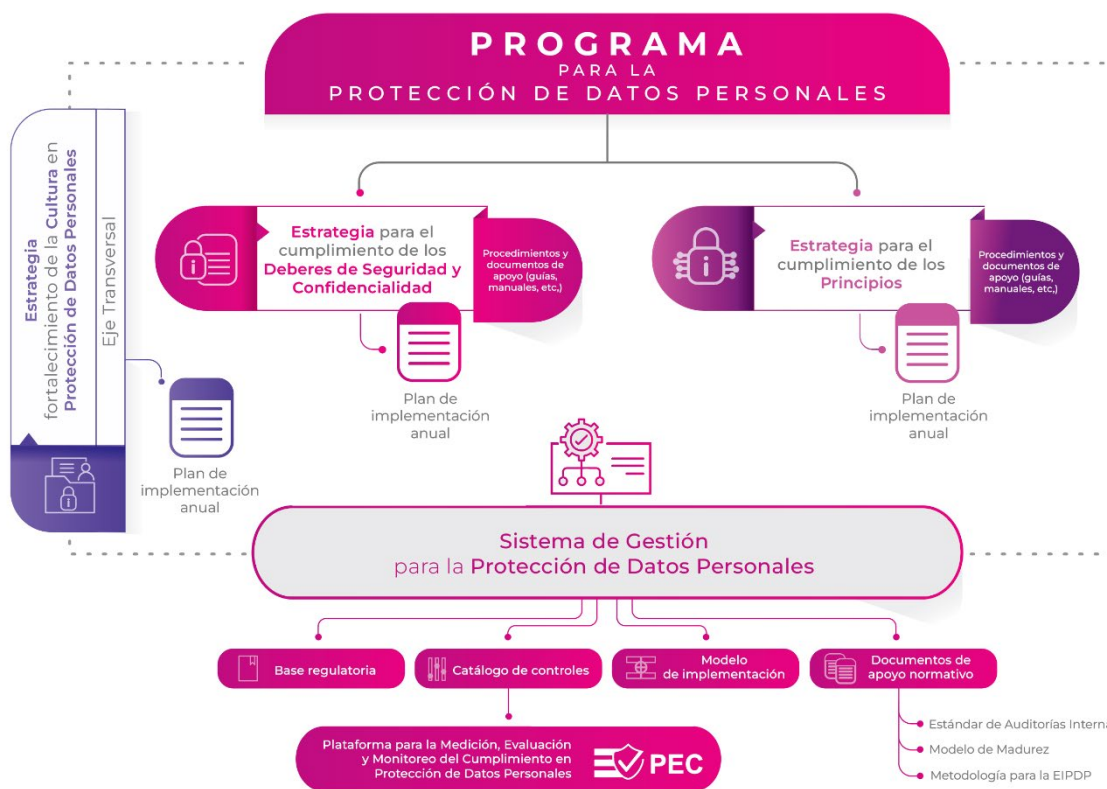 PROGRAMA
PARA LA
PROTECCIÓN DE DATOS PERSONALES
Estrategia
fortalecimiento de la Cultura en
Protección de Datos Personales
Eje Transversal
Plan de
implementación
anual
Estrategia para el
cumplimiento de los
Deberes de Seguridad y
Confidencialidad
Procedimientos y
documentos de
apoyo (guías,
manuales, etc,)
Plan de
implementación
anual
Estrategia para el
cumplimiento de los
Principios
Procedimientos y
documentos de
apoyo (guías,
manuales, etc,)
Plan de
implementación
anual
Sistema de Gestión
para la Protección de Datos Personales
Base regulatoria
Catálogo de controles
Modelo
de implementación
Documentos de
apoyo normativo
Plataforma para la Medición, Evaluación
y Monitoreo del Cumplimiento en
Protección de Datos Personales
PEC
Estándar de Auditorías Interna
Modelo de Madurez
Metodología para la EIPDP